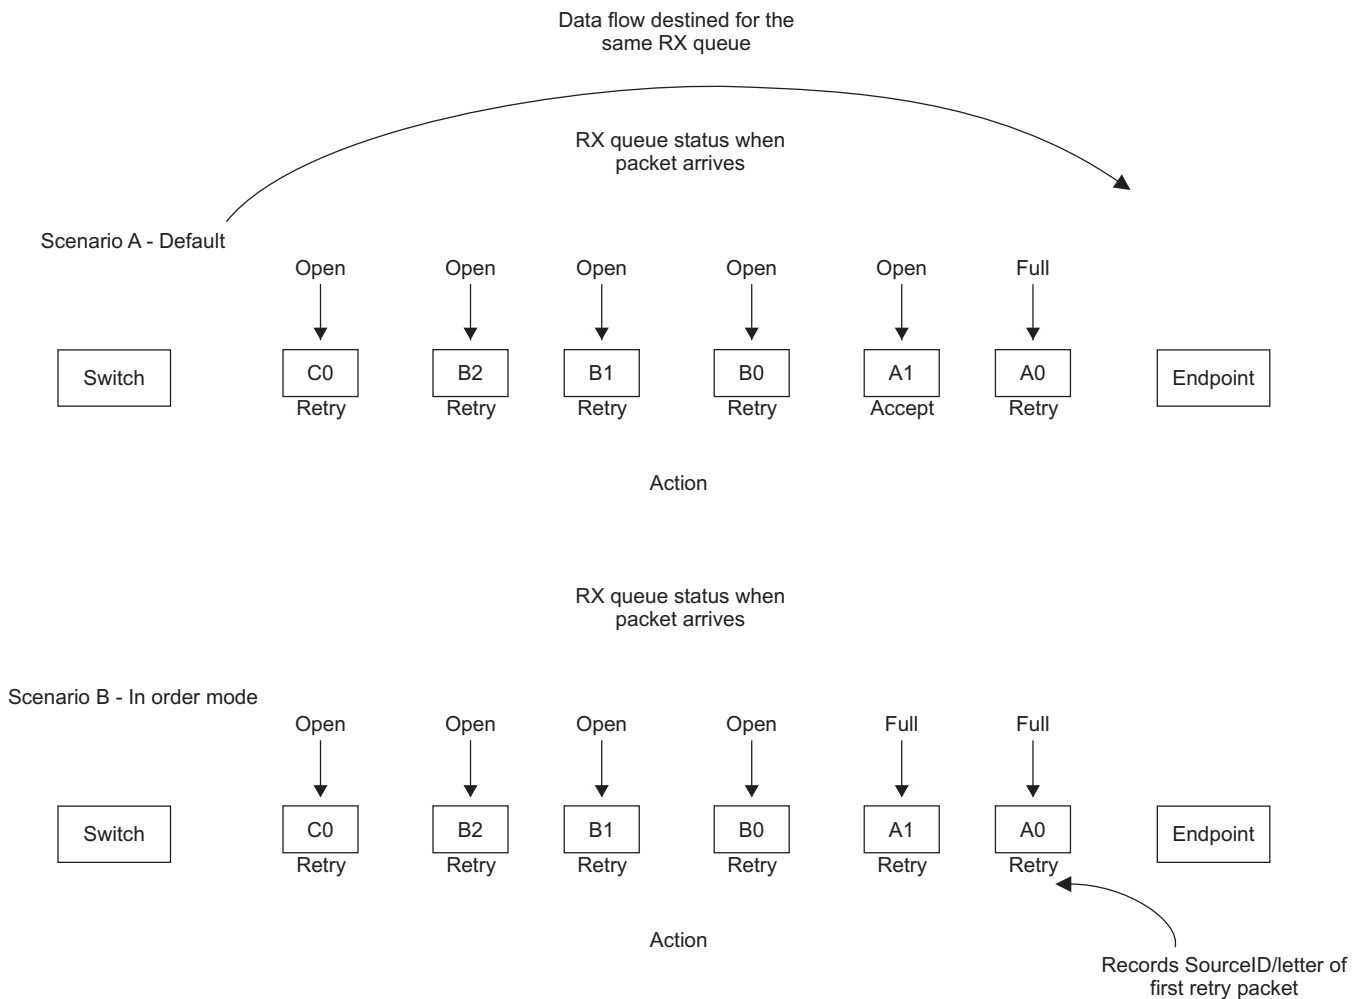 Data flow destined for the
same RX queue
RX queue status when
packet arrives
Scenario A - Default
Open Open Open Open Open Full
Switch C0 B2 B1 B0 A1 A0 Endpoint
Retry Retry Retry Retry Accept Retry
Action
RX queue status when
packet arrives
Scenario B - In order mode
Open Open Open Open Full Full
Switch C0 B2 B1 B0 A1 A0 Endpoint
Retry Retry Retry Retry Retry Retry
Action
Records SourceID/letter of
first retry packet